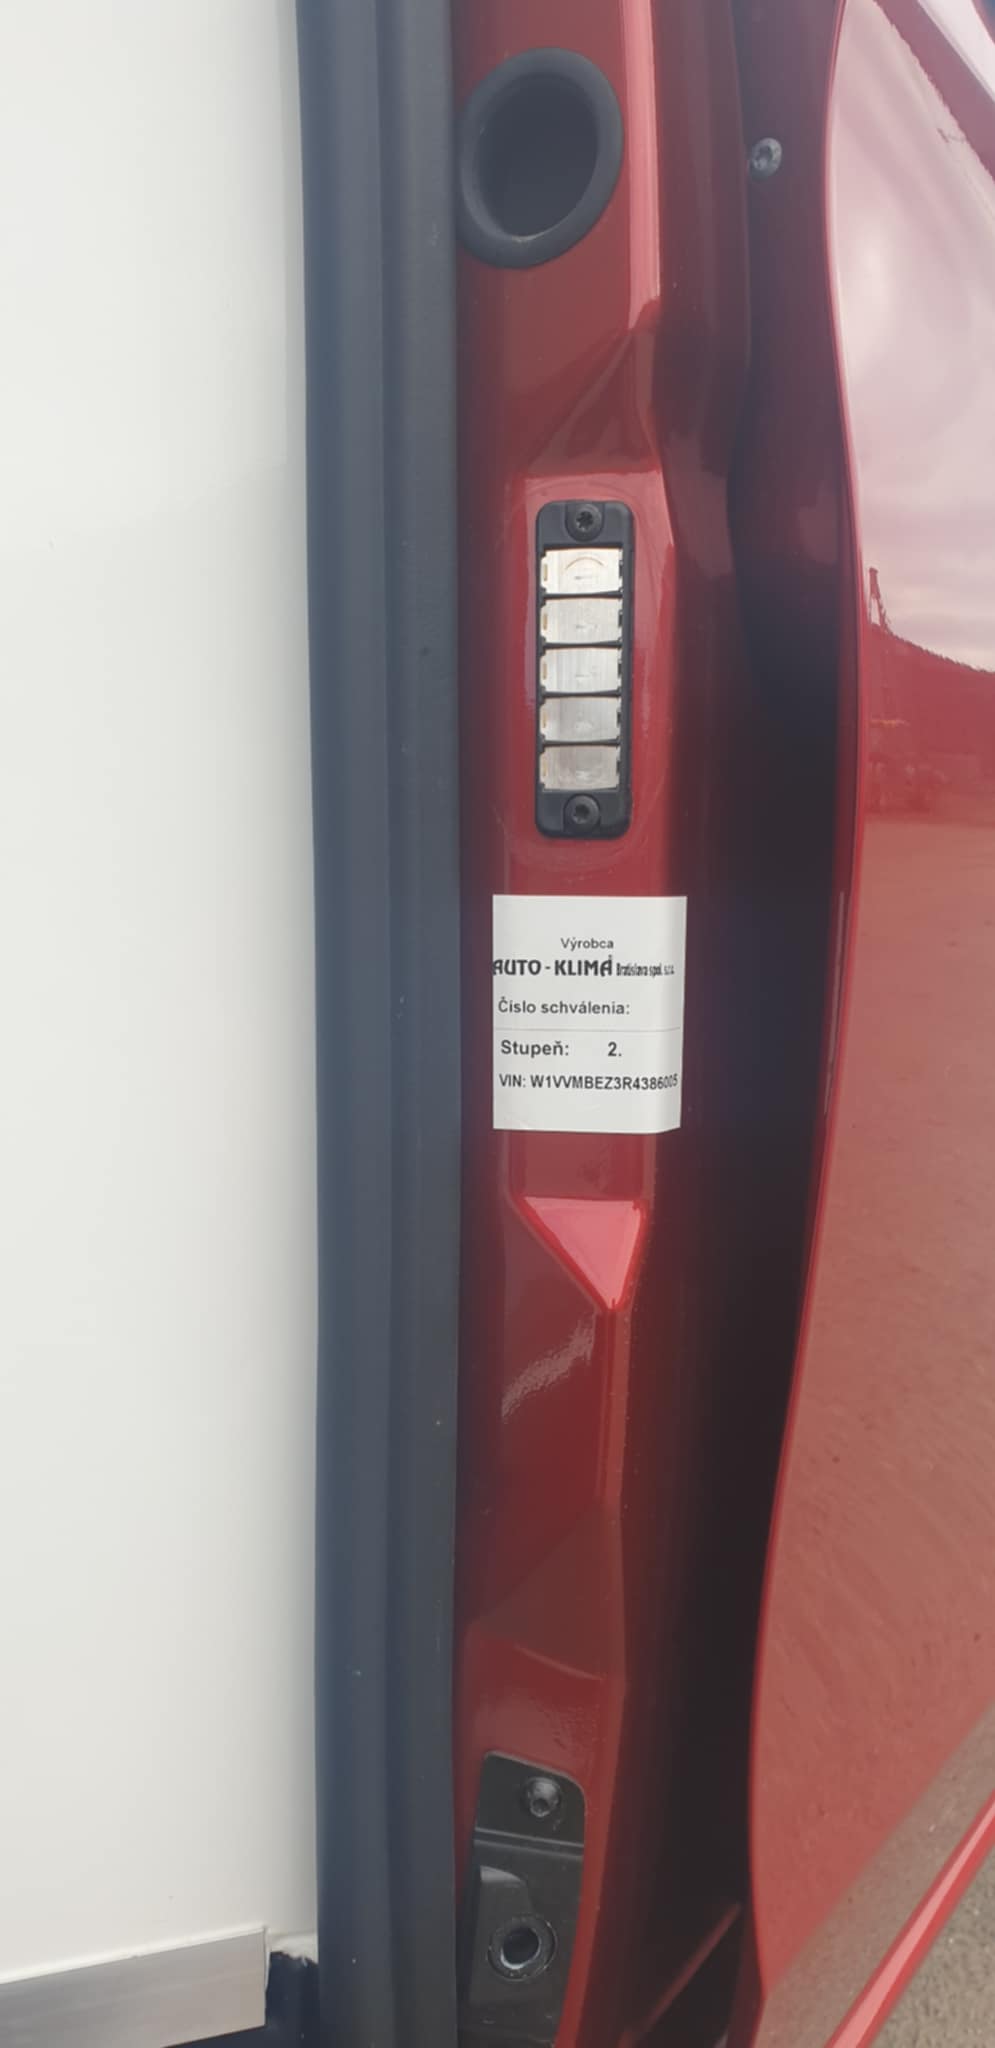 Výrobca
AUTO-KLIMA® Bratislava spol. s.r.o.
Číslo schválenia:
Stupeň: 2.
VIN: W1VVMBEZ3R4386005